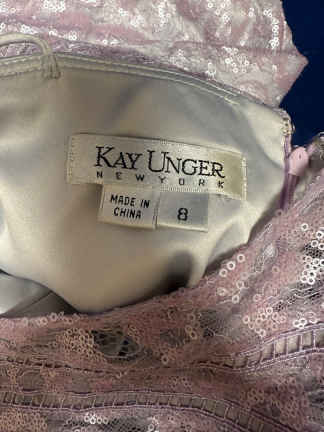 KAY UNGER
NEW YORK
MADE IN
CHINA
8